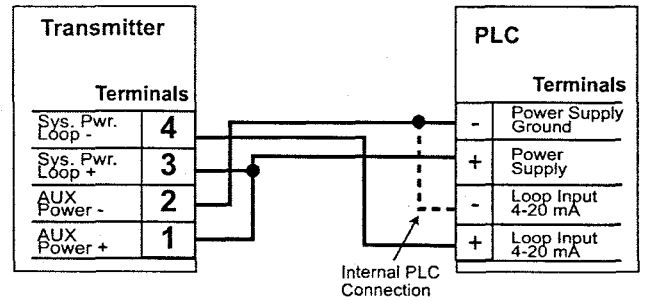 Transmitter
Terminals
Sys. Pwr.
Loop -
4
Sys. Pwr.
Loop +
3
AUX
Power -
2
AUX
Power +
1
PLC
Terminals
-
Power Supply
Ground
+
Power
Supply
-
Loop Input
4-20 mA
+
Loop Input
4-20 mA
Internal PLC
Connection